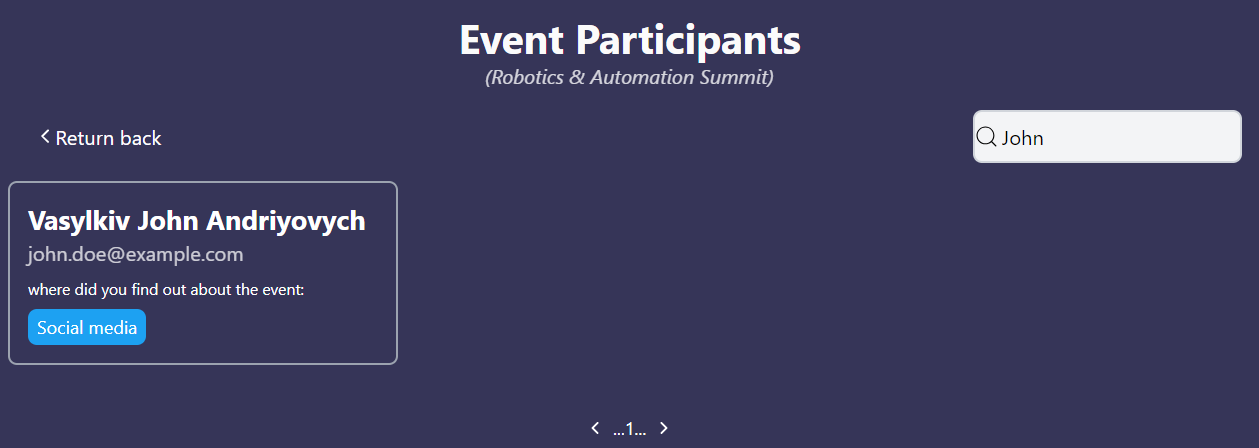 Event Participants
(Robotics & Automation Summit)
Return back
John
Vasylkiv John Andriyovych
john.doe@example.com
where did you find out about the event:
Social media
...1...